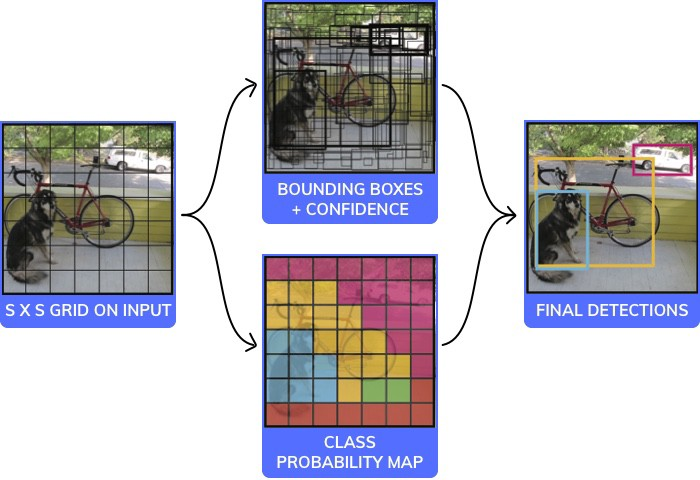 BOUNDING BOXES
+ CONFIDENCE
S X S GRID ON INPUT
FINAL DETECTIONS
CLASS
PROBABILITY MAP